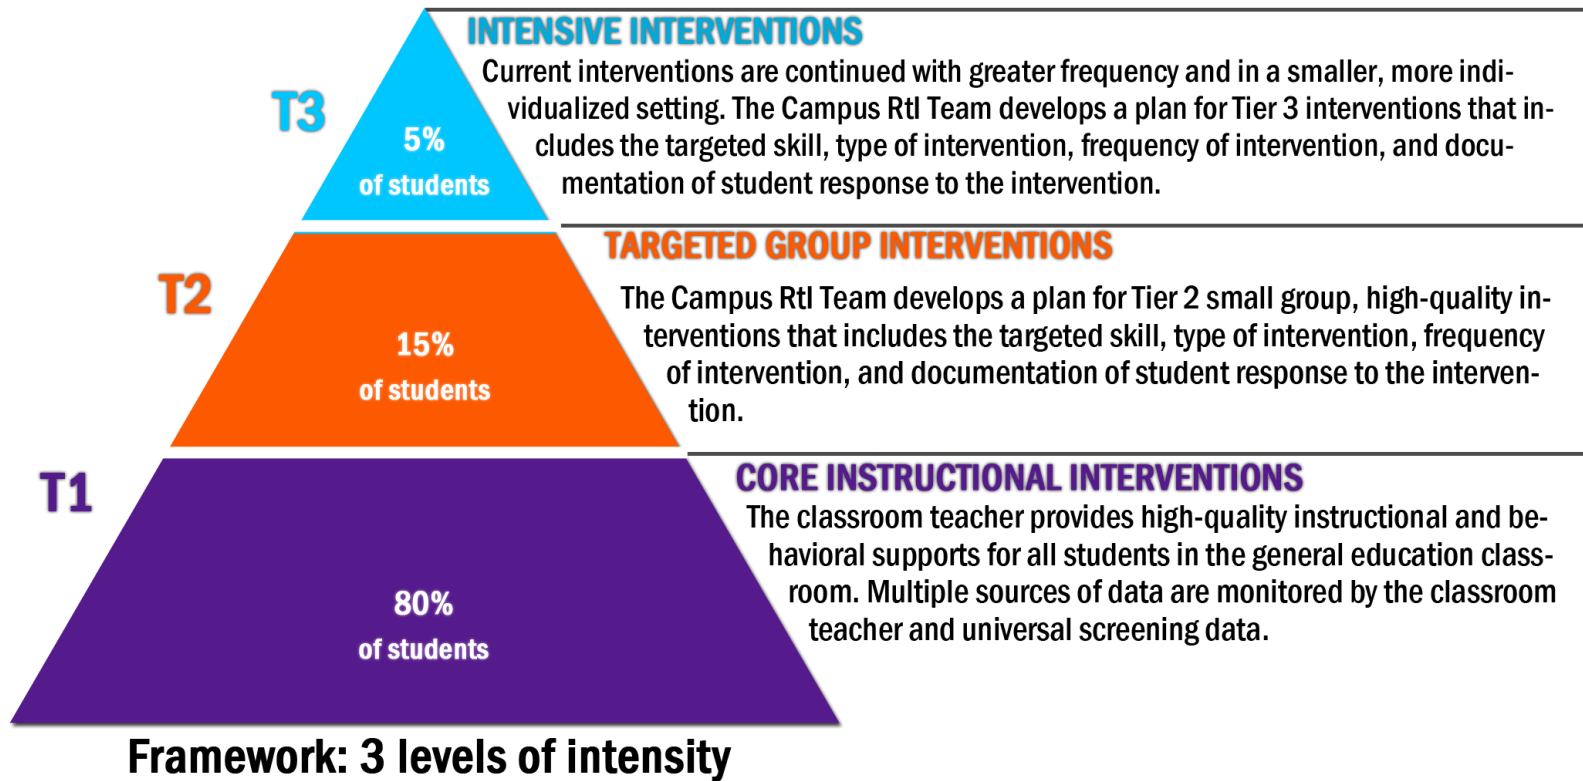 INTENSIVE INTERVENTIONS
Current interventions are continued with greater frequency and in a smaller, more indi-
vidualized setting. The Campus RtI Team develops a plan for Tier 3 interventions that in-
cludes the targeted skill, type of intervention, frequency of intervention, and docu-
mentation of student response to the intervention.
T3
5%
of students
TARGETED GROUP INTERVENTIONS
The Campus RtI Team develops a plan for Tier 2 small group, high-quality in-
terventions that includes the targeted skill, type of intervention, frequency
of intervention, and documentation of student response to the interven-
tion.
T2
15%
of students
CORE INSTRUCTIONAL INTERVENTIONS
The classroom teacher provides high-quality instructional and be-
havioral supports for all students in the general education class-
room. Multiple sources of data are monitored by the classroom
teacher and universal screening data.
T1
80%
of students
Framework: 3 levels of intensity